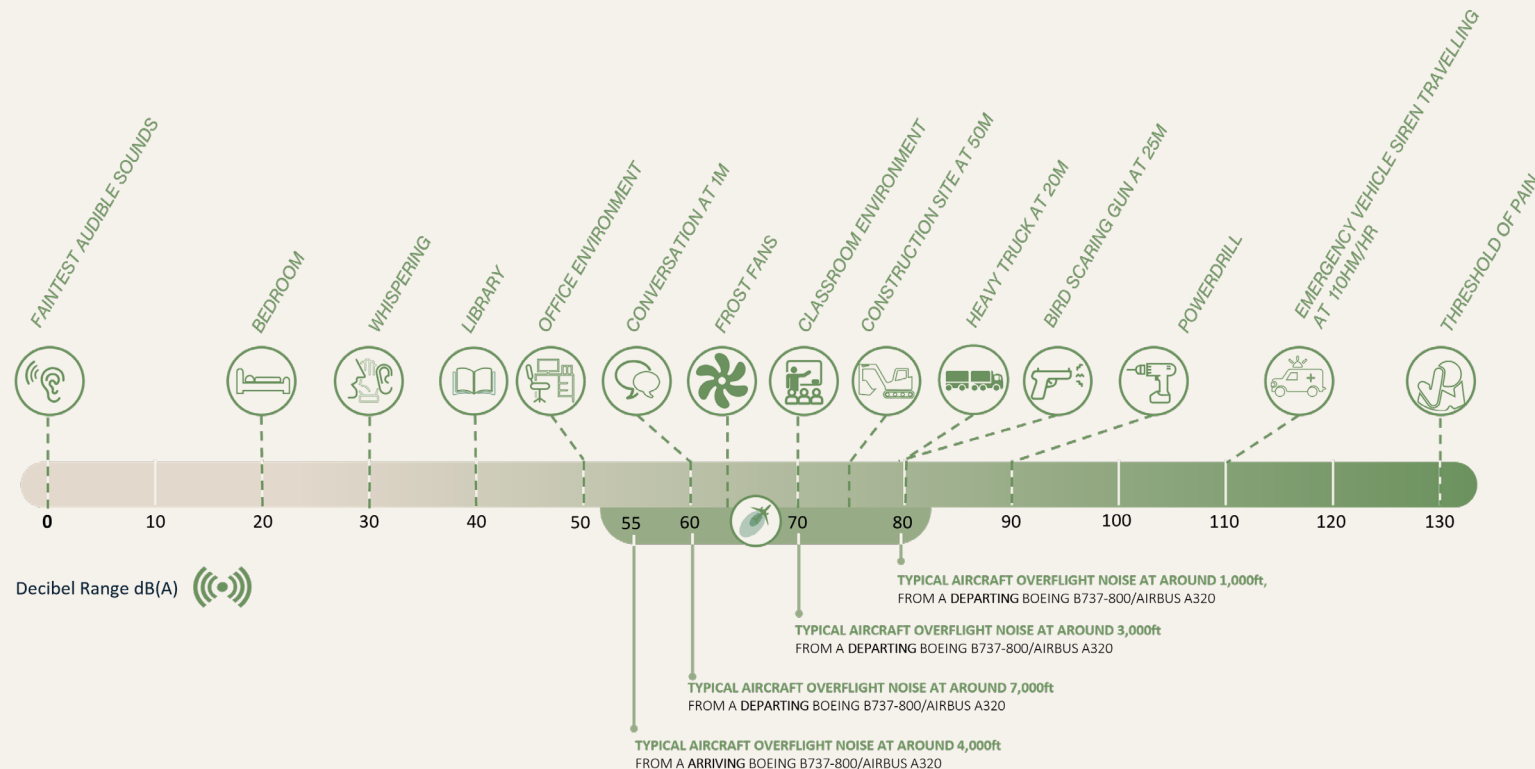 FAINTEST AUDIBLE SOUNDS
BEDROOM
WHISPERING
LIBRARY
OFFICE ENVIRONMENT
CONVERSATION AT 1M
FROST FANS
CLASSROOM ENVIRONMENT
CONSTRUCTION SITE AT 50M
HEAVY TRUCK AT 20M
BIRD SCARING GUN AT 25M
POWERDRILL
EMERGENCY VEHICLE SIREN TRAVELLING
AT 110HM/HR
THRESHOLD OF PAIN
0 10 20 30 40 50 55 60 70 80 90 100 110 120 130
Decibel Range dB(A)
TYPICAL AIRCRAFT OVERFLIGHT NOISE AT AROUND 1,000ft,
FROM A DEPARTING BOEING B737-800/AIRBUS A320
TYPICAL AIRCRAFT OVERFLIGHT NOISE AT AROUND 3,000ft
FROM A DEPARTING BOEING B737-800/AIRBUS A320
TYPICAL AIRCRAFT OVERFLIGHT NOISE AT AROUND 7,000ft
FROM A DEPARTING BOEING B737-800/AIRBUS A320
TYPICAL AIRCRAFT OVERFLIGHT NOISE AT AROUND 4,000ft
FROM A ARRIVING BOEING B737-800/AIRBUS A320